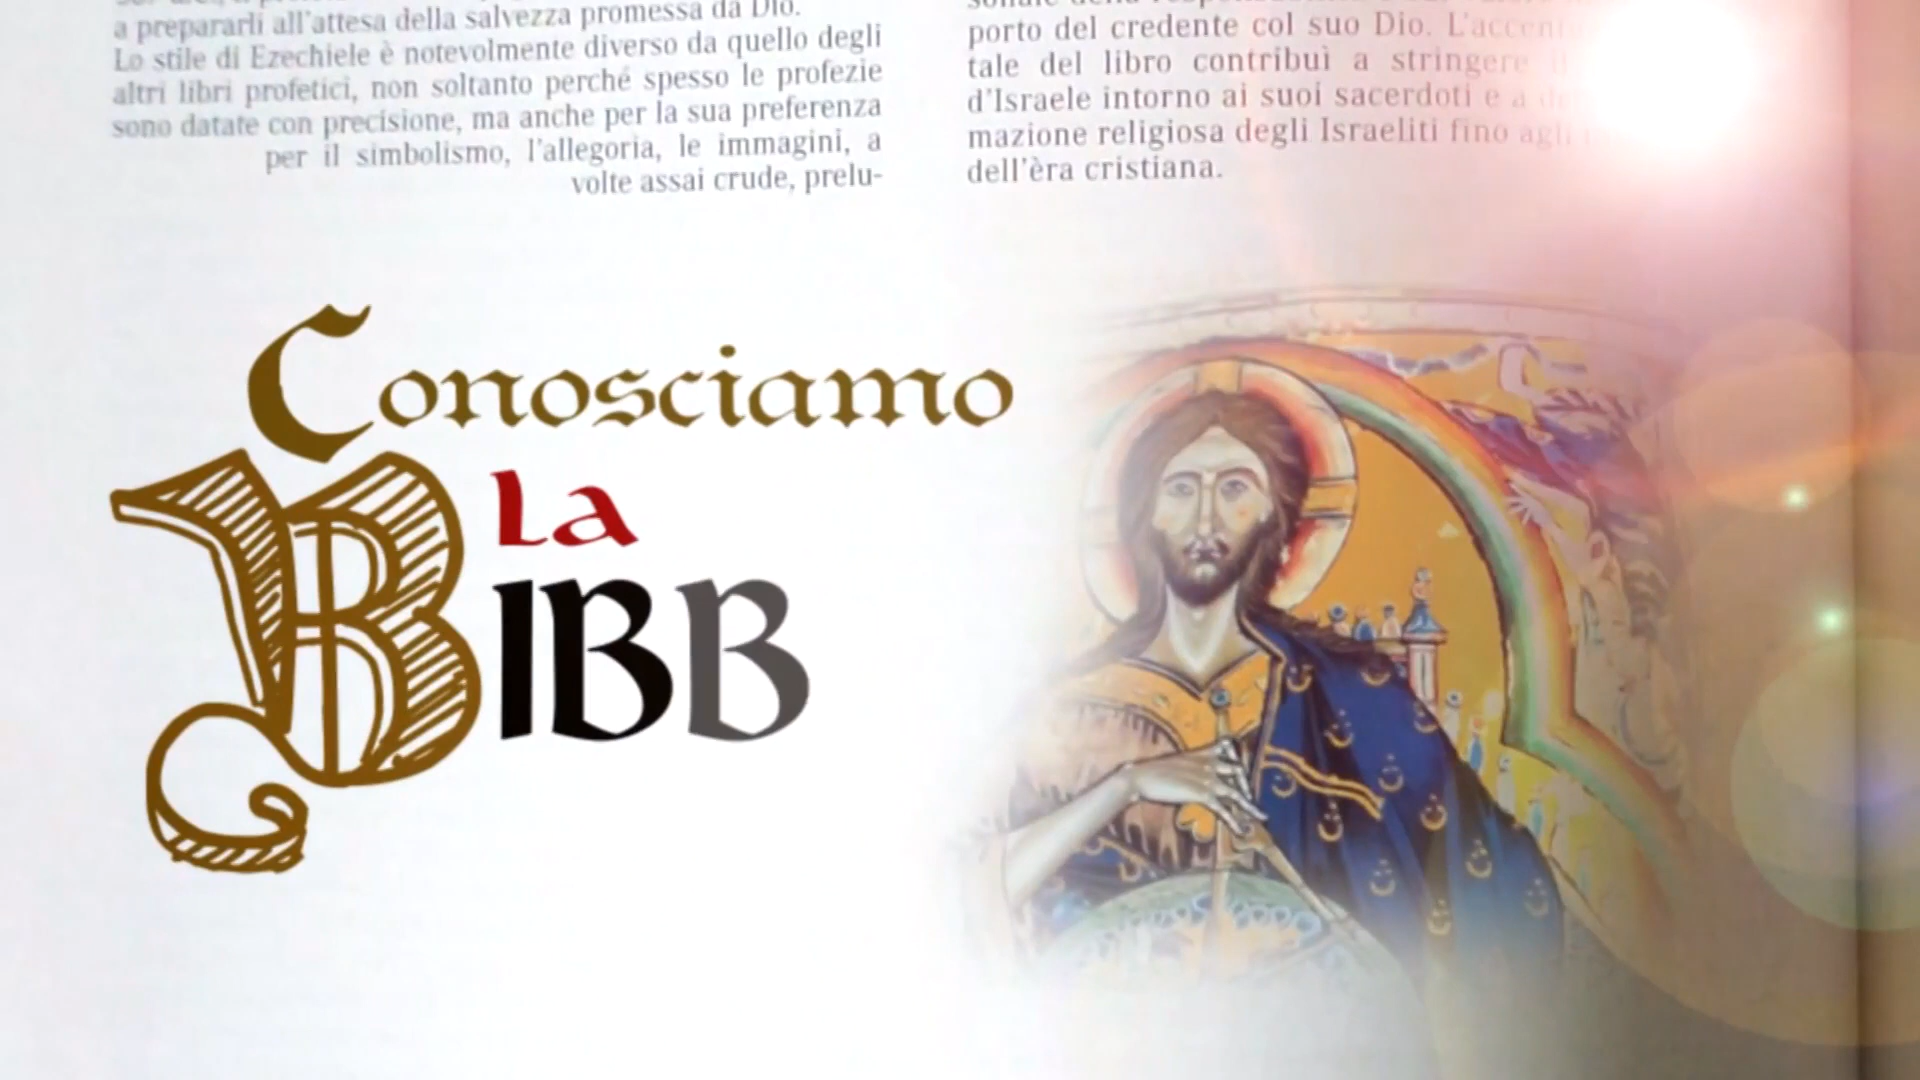 a prepararli all'attesa della salvezza promessa da Dio.
Lo stile di Ezechiele è notevolmente diverso da quello degli
altri libri profetici, non soltanto perché spesso le profezie
sono datate con precisione, ma anche per la sua preferenza
per il simbolismo, l'allegoria, le immagini, a
volte assai crude, prelu-
porto del credente col suo Dio. L'accen
tale del libro contribuì a stringere
d'Israele intorno ai suoi sacerdoti e a
mazione religiosa degli Israeliti fino agli
dell'èra cristiana.
Conosciamo
La
B IBB